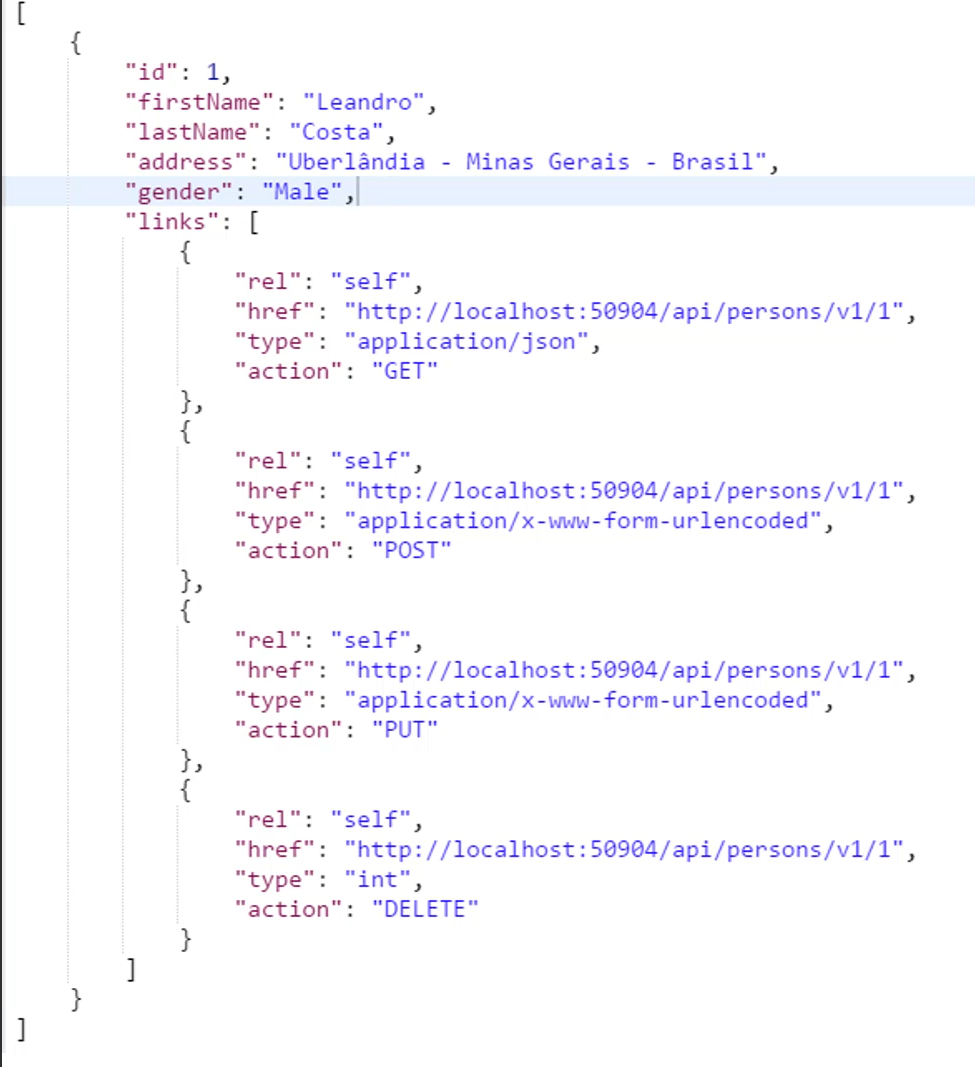 [
    {
        "id": 1,
        "firstName": "Leandro",
        "lastName": "Costa",
        "address": "Uberlândia - Minas Gerais - Brasil",
        "gender": "Male",
        "links": [
            {
                "rel": "self",
                "href": "http://localhost:50904/api/persons/v1/1",
                "type": "application/json",
                "action": "GET"
            },
            {
                "rel": "self",
                "href": "http://localhost:50904/api/persons/v1/1",
                "type": "application/x-www-form-urlencoded",
                "action": "POST"
            },
            {
                "rel": "self",
                "href": "http://localhost:50904/api/persons/v1/1",
                "type": "application/x-www-form-urlencoded",
                "action": "PUT"
            },
            {
                "rel": "self",
                "href": "http://localhost:50904/api/persons/v1/1",
                "type": "int",
                "action": "DELETE"
            }
        ]
    }
]